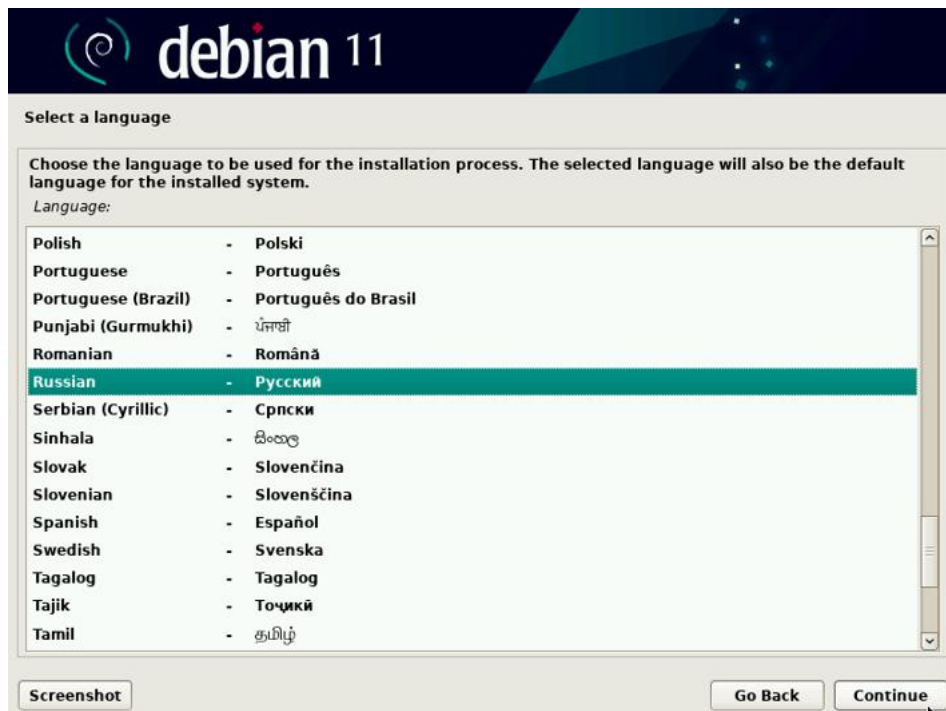 debian 11
Select a language
Choose the language to be used for the installation process. The selected language will also be the default
language for the installed system.
Language:
Polish - Polski
Portuguese - Português
Portuguese (Brazil) - Português do Brasil
Punjabi (Gurmukhi) - ਪੰਜਾਬੀ
Romanian - Română
Russian - Русский
Serbian (Cyrillic) - Српски
Sinhala - සිංහල
Slovak - Slovenčina
Slovenian - Slovenščina
Spanish - Español
Swedish - Svenska
Tagalog - Tagalog
Tajik - Тоҷикӣ
Tamil - தமிழ்
Screenshot Go Back Continue